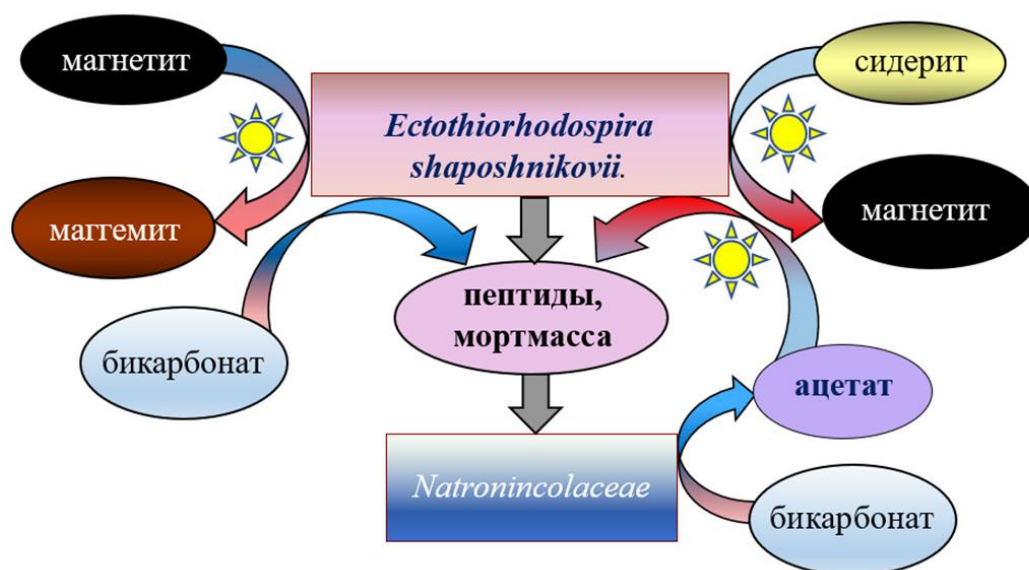 магнетит
сидерит
Ectothiorhodospira
shaposhnikovii.
маггемит
магнетит
пептиды,
мортмасса
бикарбонат
ацетат
Natronincolaceae
бикарбонат